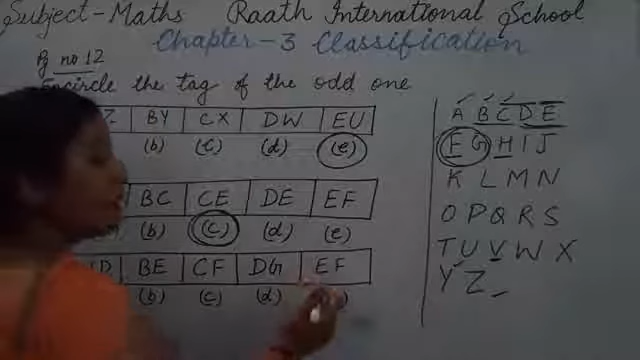 Subject-Maths Raath International School
Chapter-3 Classification
Pg no 12
Encircle the tag of the odd one
Z BY CX DW EU
(b) (c) (d) (e)
BC CE DE EF
(b) (c) (d) (e)
D BE CF DG EF
(b) (c) (d)
A B C D E
F G H I J
K L M N
O P Q R S
T U V W X
Y Z